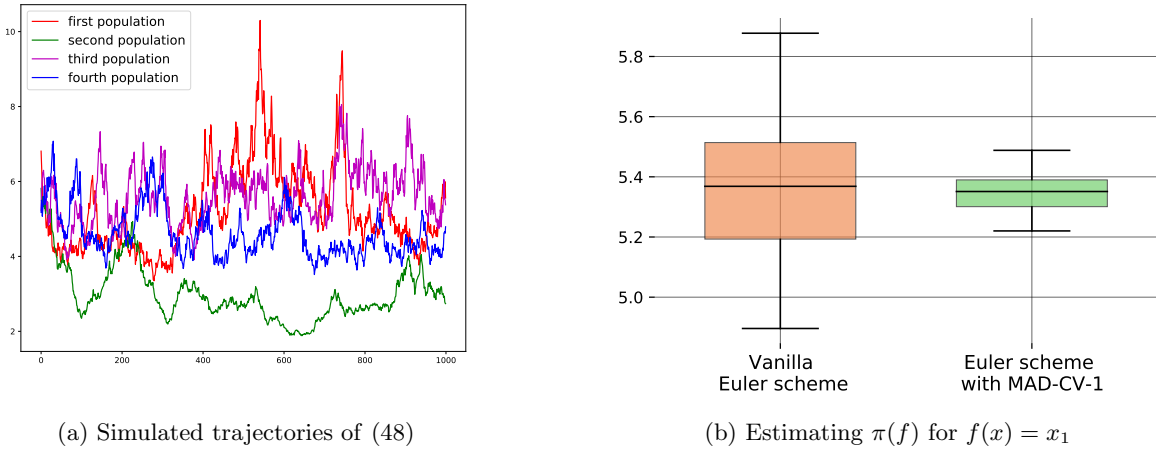 first population
second population
third population
fourth population
10
8
6
4
2
0
200
400
600
800
1000
(a) Simulated trajectories of (48)
5.8
5.6
5.4
5.2
5.0
Vanilla
Euler scheme
Euler scheme
with MAD-CV-1
(b) Estimating π(f) for f(x) = x₁